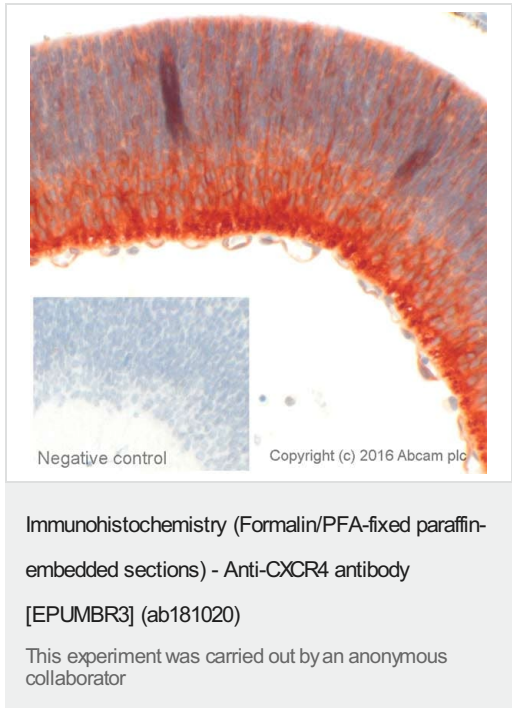 Negative control
Copyright (c) 2016 Abcam plc
Immunohistochemistry (Formalin/PFA-fixed paraffin-
embedded sections) - Anti-CXCR4 antibody
[EPUMBR3] (ab181020)
This experiment was carried out by an anonymous
collaborator